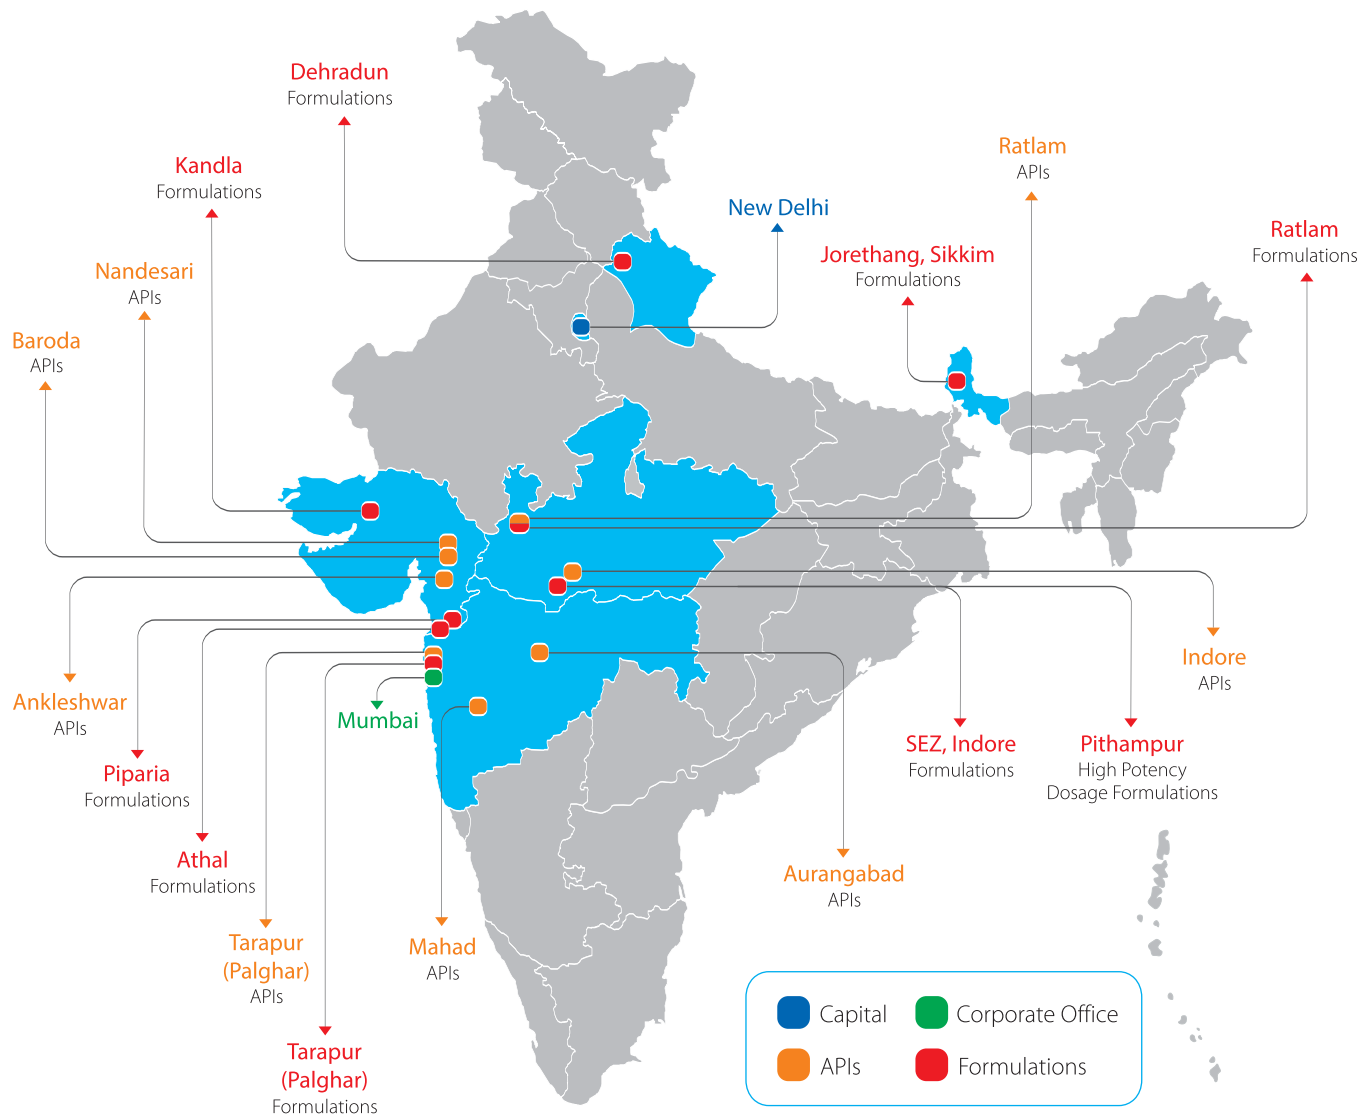 Dehradun
Formulations
Kandla
Formulations
Nandesari
APIs
Baroda
APIs
New Delhi
Jorethang, Sikkim
Formulations
Ratlam
APIs
Ratlam
Formulations
Ankleshwar
APIs
Piparia
Formulations
Athal
Formulations
Tarapur
(Palghar)
APIs
Tarapur
(Palghar)
Formulations
Mumbai
Mahad
APIs
Aurangabad
APIs
SEZ, Indore
Formulations
Pithampur
High Potency
Dosage Formulations
Indore
APIs
Capital
Corporate Office
APIs
Formulations